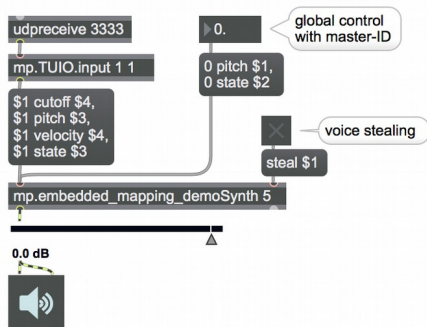 udpreceive 3333
0.
global control
with master-ID
mp.TUIO.input 1 1
0 pitch $1,
0 state $2
$1 cutoff $4,
$1 pitch $3,
$1 velocity $4,
$1 state $3
voice stealing
steal $1
mp.embedded_mapping_demoSynth 5
0.0 dB